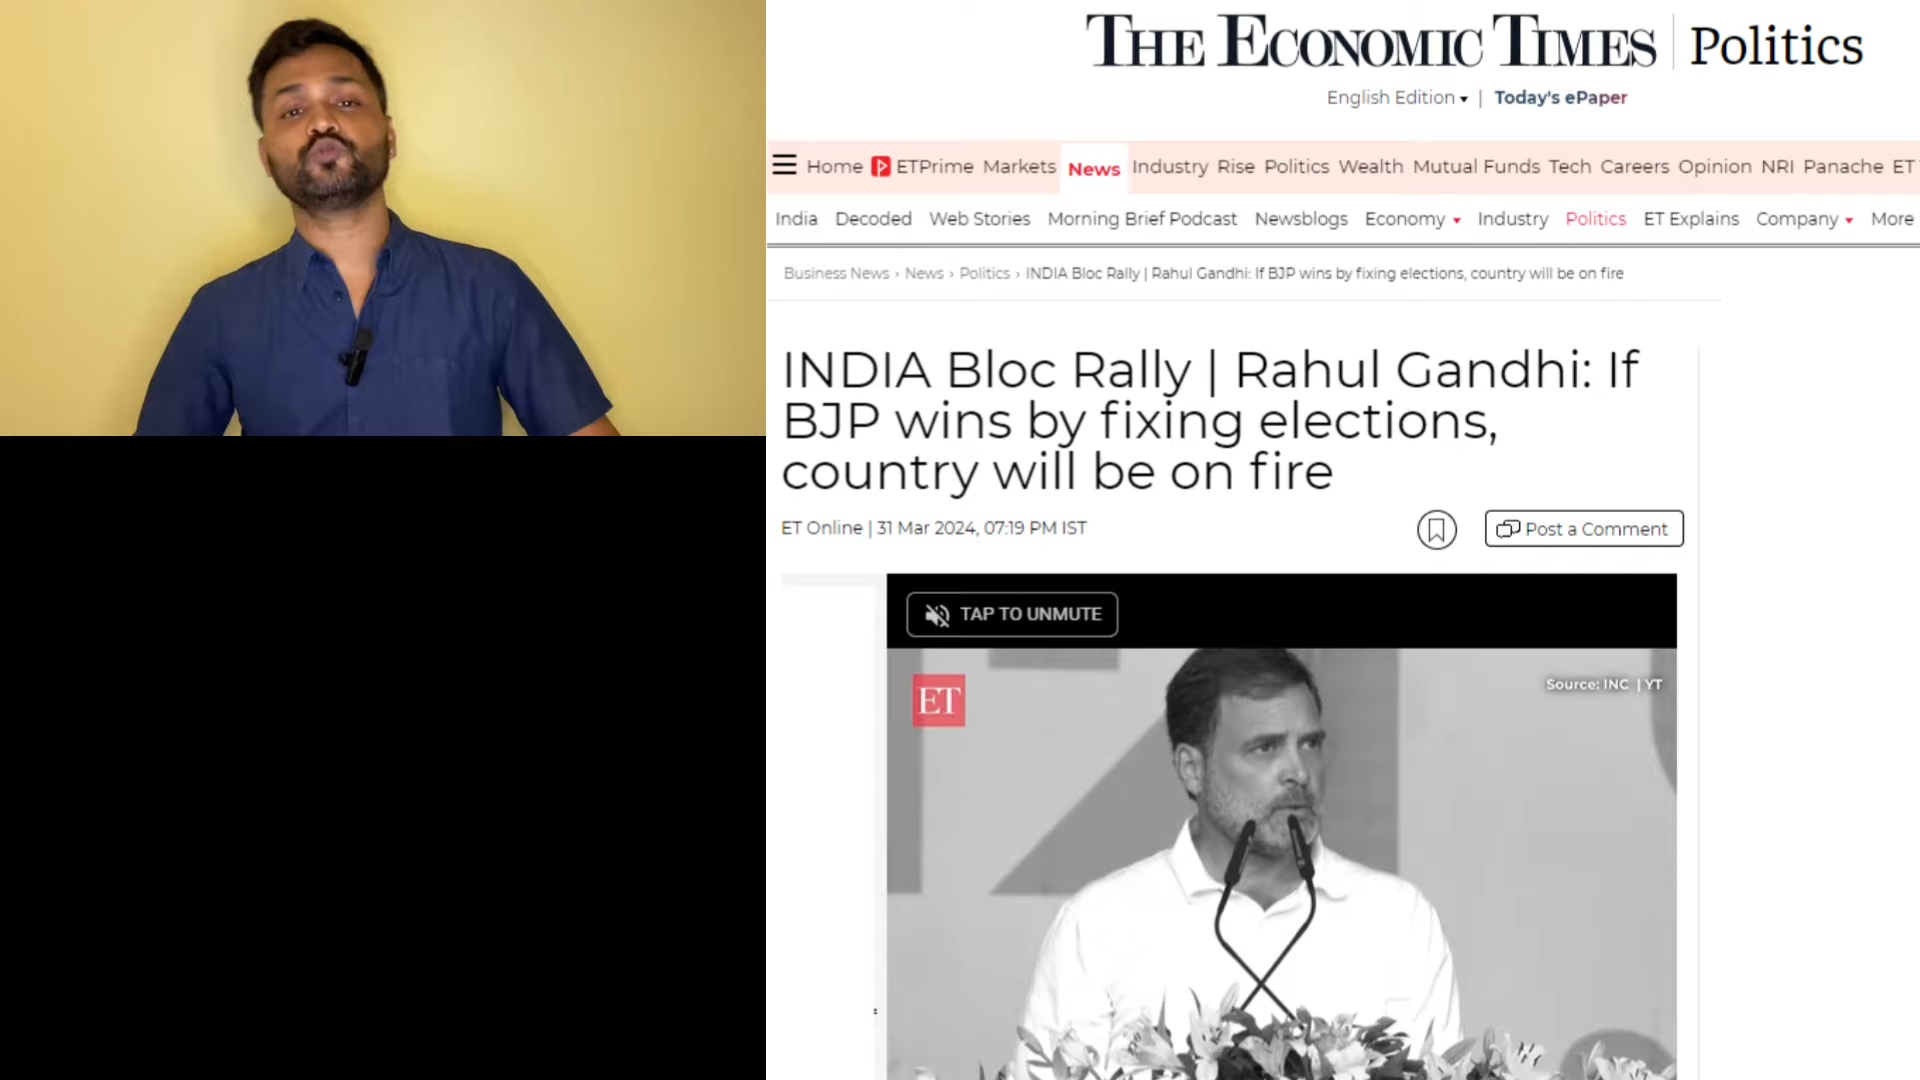 THE ECONOMIC TIMES | Politics
English Edition | Today's ePaper
Home ETPrime Markets News Industry Rise Politics Wealth Mutual Funds Tech Careers Opinion NRI Panache ET
India Decoded Web Stories Morning Brief Podcast Newsblogs Economy Industry Politics ET Explains Company More
Business News › News › Politics › INDIA Bloc Rally | Rahul Gandhi: If BJP wins by fixing elections, country will be on fire
INDIA Bloc Rally | Rahul Gandhi: If
BJP wins by fixing elections,
country will be on fire
ET Online | 31 Mar 2024, 07:19 PM IST
Post a Comment
TAP TO UNMUTE
ET
Source: INC | YT